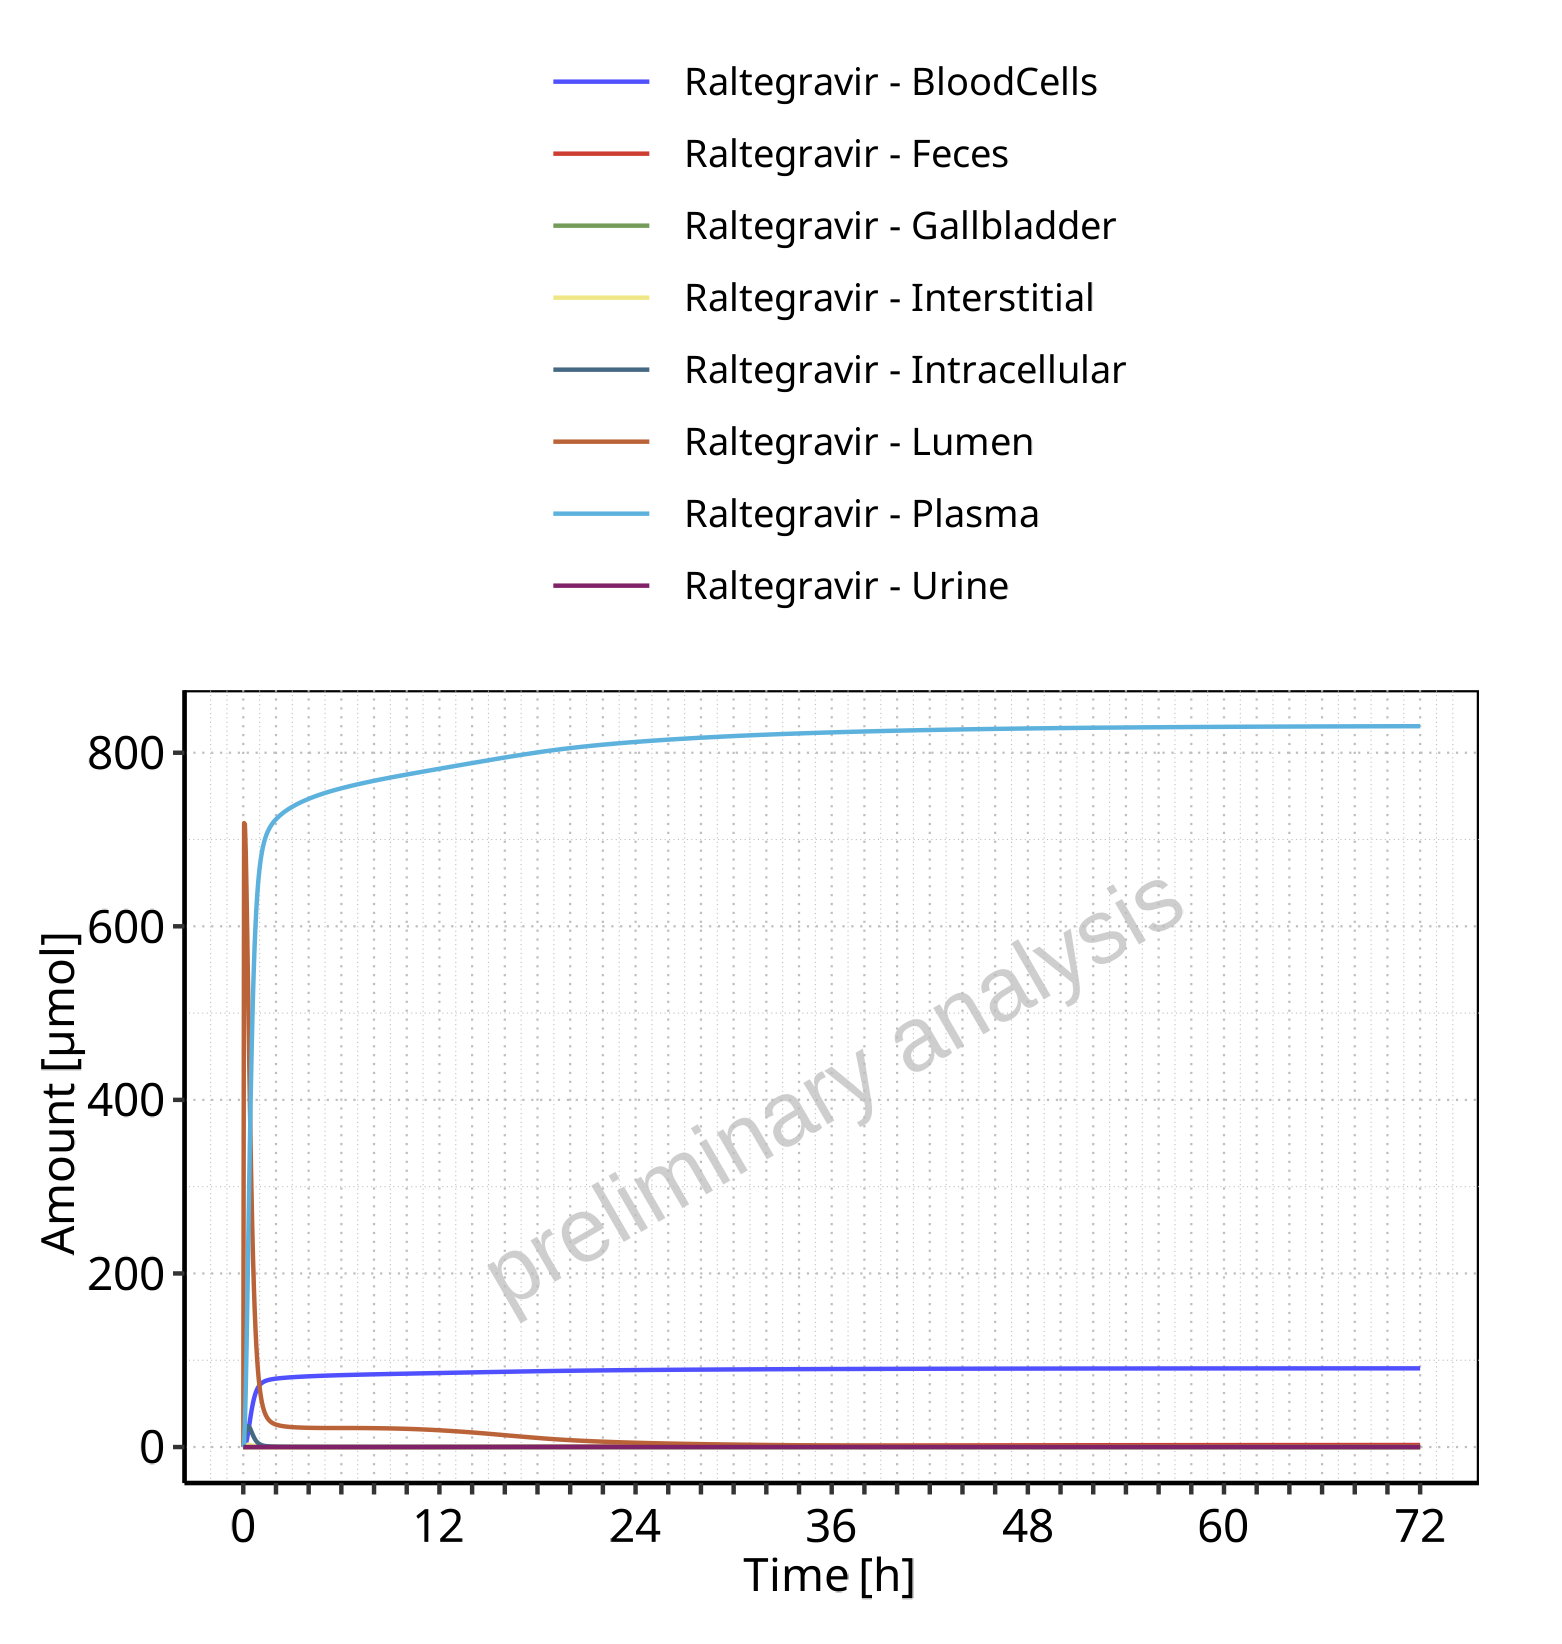 Raltegravir - BloodCells
Raltegravir - Feces
Raltegravir - Gallbladder
Raltegravir - Interstitial
Raltegravir - Intracellular
Raltegravir - Lumen
Raltegravir - Plasma
Raltegravir - Urine
800
600
400
200
0
Amount [µmol]
preliminary analysis
0 12 24 36 48 60 72
Time [h]